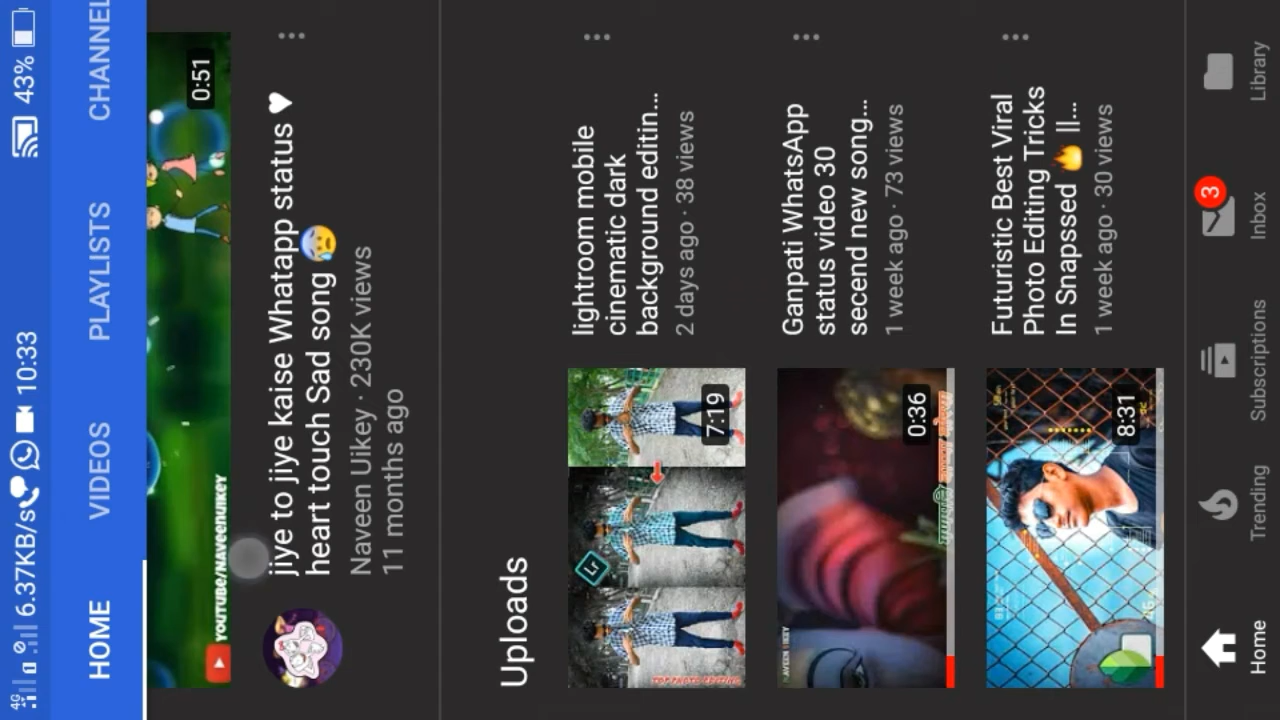 4G 6.37KB/s 10:33 43%
HOME VIDEOS PLAYLISTS CHANNEL
YOUTUBE/NAVEENUIKEY
0:51
jiye to jiye kaise Whatapp status ♥
heart touch Sad song 😰
Naveen Uikey · 230K views
11 months ago
Uploads
Lr
7:19
lightroom mobile
cinematic dark
background editin...
2 days ago · 38 views
0:36
Ganpati WhatsApp
status video 30
secend new song...
1 week ago · 73 views
8:31
Futuristic Best Viral
Photo Editing Tricks
In Snapsssed 🔥 ||...
1 week ago · 30 views
3
Home Trending Subscriptions Inbox Library